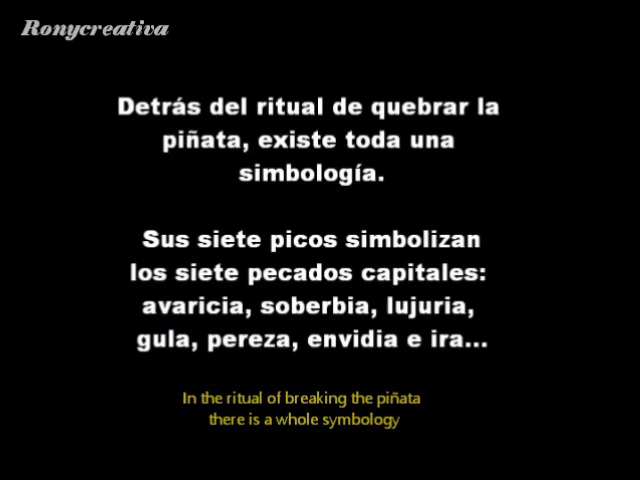 Ronycreativa
Detrás del ritual de quebrar la
piñata, existe toda una
simbología.
Sus siete picos simbolizan
los siete pecados capitales:
avaricia, soberbia, lujuria,
gula, pereza, envidia e ira...
In the ritual of breaking the piñata
there is a whole symbology